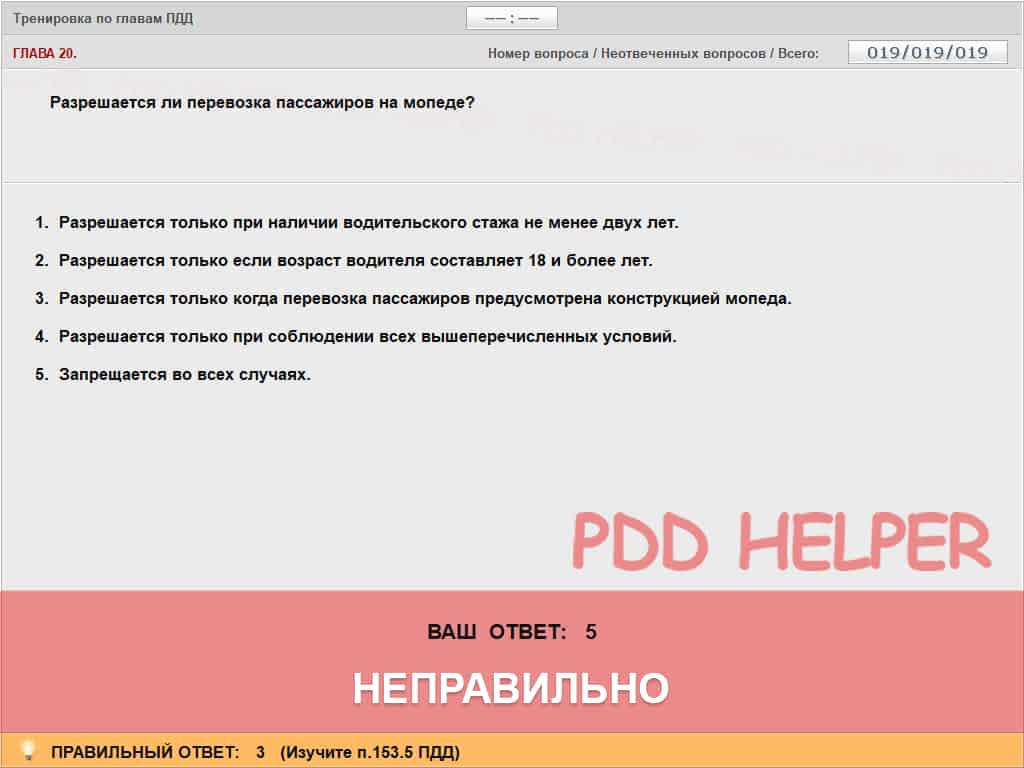 Тренировка по главам ПДД
−− : −−
ГЛАВА 20.
Номер вопроса / Неотвеченных вопросов / Всего:
019/019/019
Разрешается ли перевозка пассажиров на мопеде?
1. Разрешается только при наличии водительского стажа не менее двух лет.
2. Разрешается только если возраст водителя составляет 18 и более лет.
3. Разрешается только когда перевозка пассажиров предусмотрена конструкцией мопеда.
4. Разрешается только при соблюдении всех вышеперечисленных условий.
5. Запрещается во всех случаях.
PDD HELPER
ВАШ ОТВЕТ: 5
НЕПРАВИЛЬНО
ПРАВИЛЬНЫЙ ОТВЕТ: 3 (Изучите п.153.5 ПДД)